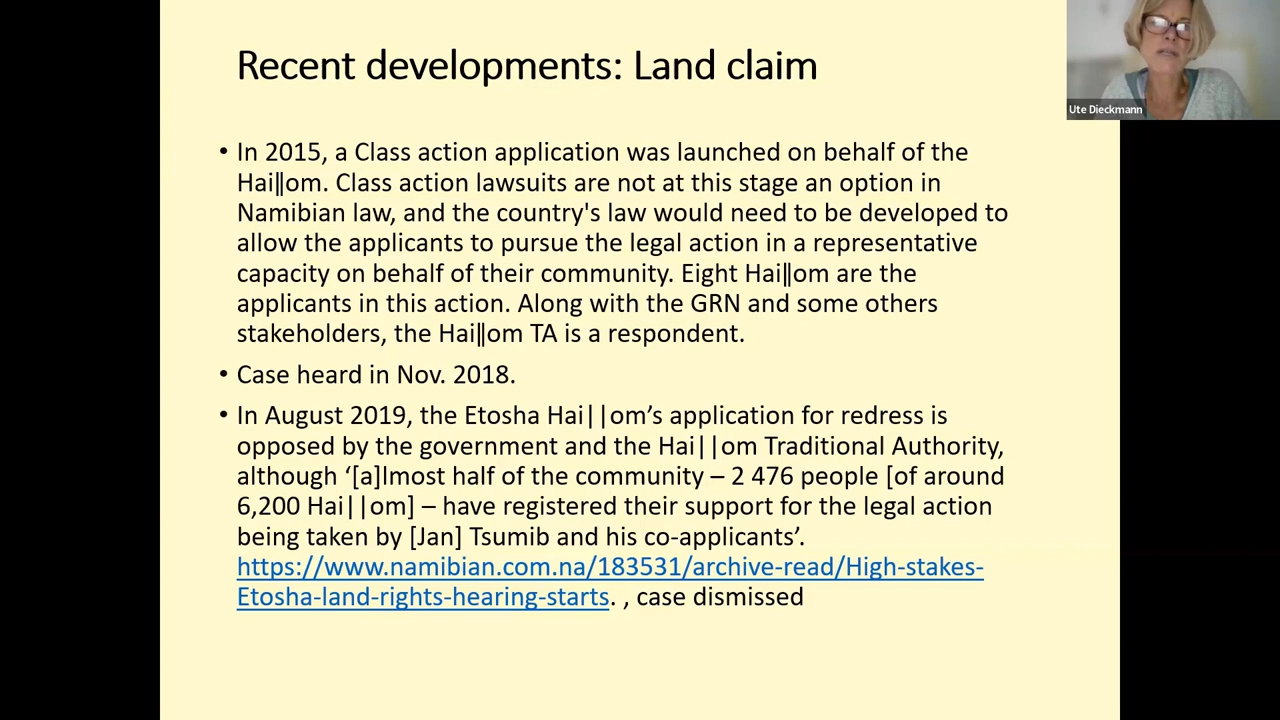 Recent developments: Land claim
Ute Dieckmann
• In 2015, a Class action application was launched on behalf of the
Haiǁom. Class action lawsuits are not at this stage an option in
Namibian law, and the country's law would need to be developed to
allow the applicants to pursue the legal action in a representative
capacity on behalf of their community. Eight Haiǁom are the
applicants in this action. Along with the GRN and some others
stakeholders, the Haiǁom TA is a respondent.
• Case heard in Nov. 2018.
• In August 2019, the Etosha Hai||om’s application for redress is
opposed by the government and the Hai||om Traditional Authority,
although ‘[a]lmost half of the community – 2 476 people [of around
6,200 Hai||om] – have registered their support for the legal action
being taken by [Jan] Tsumib and his co-applicants’.
https://www.namibian.com.na/183531/archive-read/High-stakes-
Etosha-land-rights-hearing-starts. , case dismissed